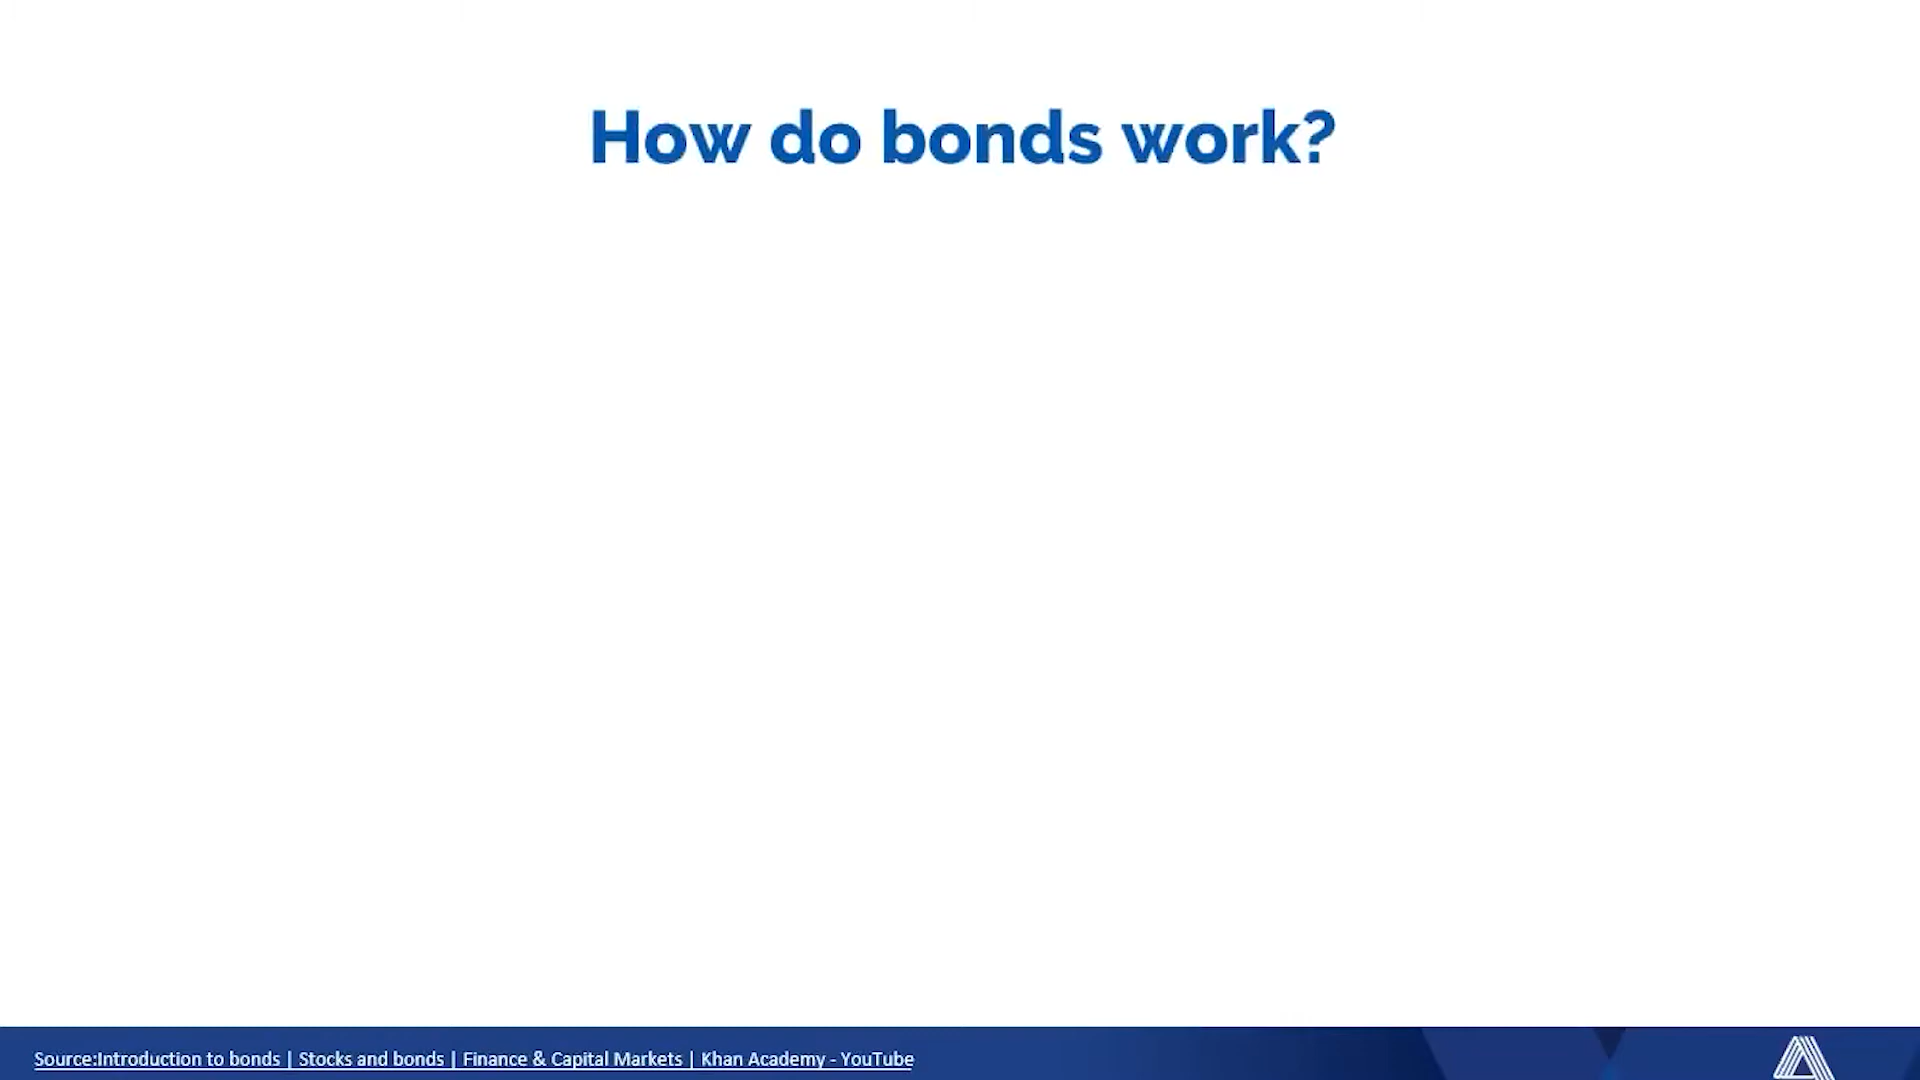 How do bonds work?
Source:Introduction to bonds | Stocks and bonds | Finance & Capital Markets | Khan Academy - YouTube